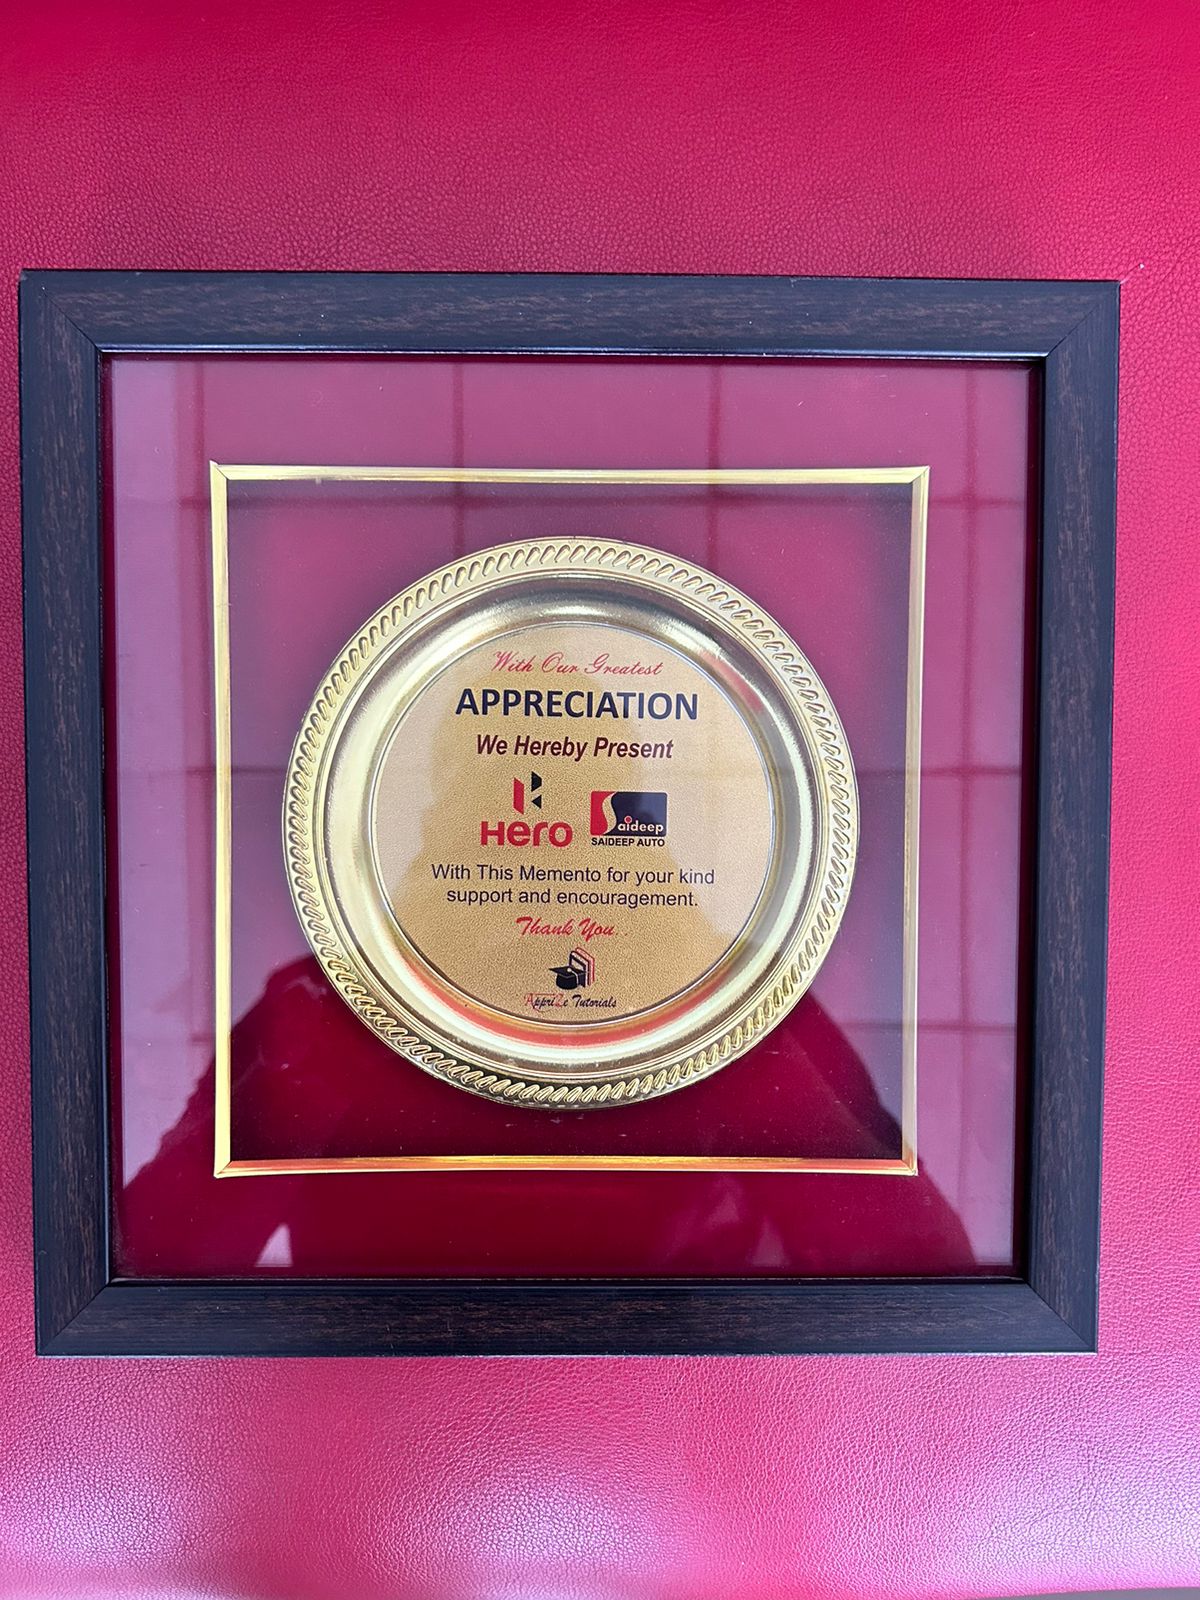 With Our Greatest
APPRECIATION
We Hereby Present
Hero
Saideep
SAIDEEP AUTO
With This Memento for your kind
support and encouragement.
Thank You..
Appri2e Tutorials